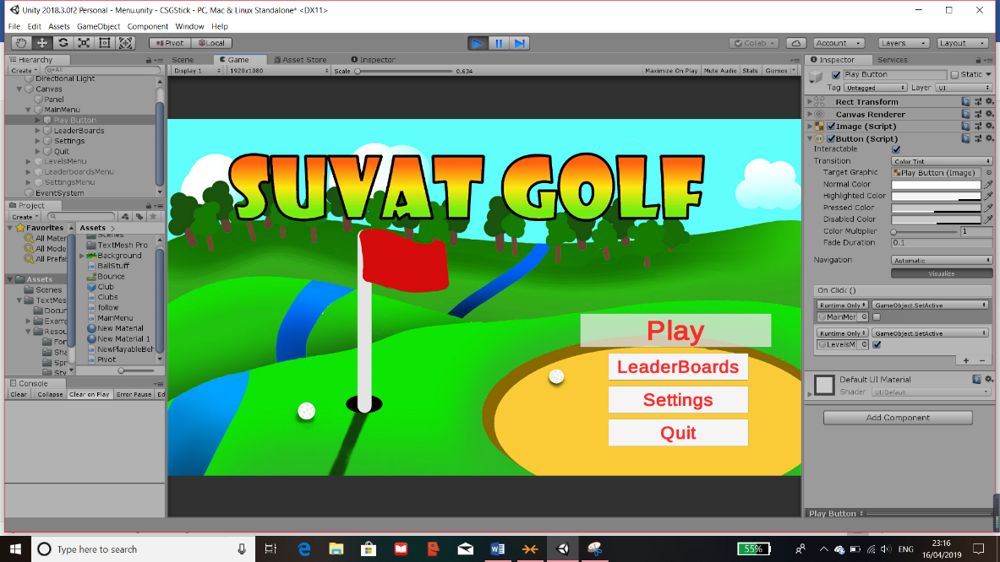 Unity 2018.3.0f2 Personal - Menu.unity - CSGStick - PC, Mac & Linux Standalone* <DX11>
File Edit Assets GameObject Component Window Help
Pivot Local Collab Account Layers Layout
Hierarchy Scene Game Asset Store Inspector Inspector Services
Create All Display 1 1920x1080 Scale 0.634 Maximize On Play Mute Audio Stats Gizmos Play Button Static
Directional Light
Canvas Tag Untagged Layer UI
Panel Rect Transform
MainMenu Canvas Renderer
Play Button Image (Script)
LeaderBoards Button (Script)
Settings Interactable
Quit Transition Color Tint
LevelsMenu Target Graphic Play Button (Image)
LeaderboardsMenu Normal Color
SettingsMenu Highlighted Color
EventSystem Pressed Color
Project Disabled Color
Create Color Multiplier 1
Favorites Assets Fade Duration 0.1
All Mater Scenes
All Mode TextMesh Pro Navigation Automatic
All Prefab Background Visualize
BallStuff
Assets Bounce On Click ()
Scenes Club Runtime Only GameObject.SetActive
TextMes Clubs MainMer
Docum follow Runtime Only GameObject.SetActive
Examp MainMenu LevelsM
Resou New Material + -
For New Material 1
Sha NewPlayableBeh
Spr Pivot
Sty
Console Default UI Material
Clear Collapse Clear on Play Error Pause Ed Shader UI/Default
Add Component
SUVAT GOLF
Play
LeaderBoards
Settings
Quit
Play Button
Type here to search 55% ENG 23:16
16/04/2019